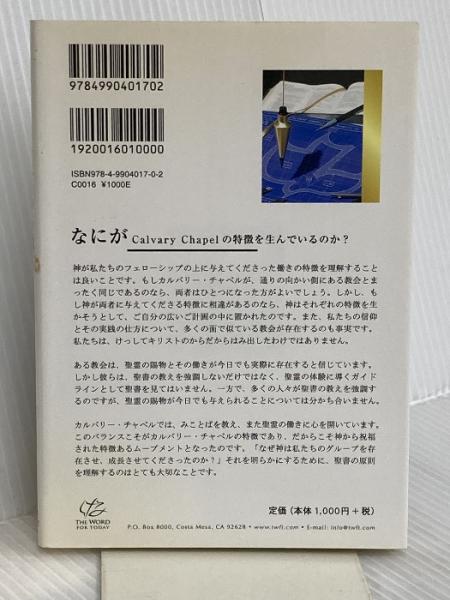 9784990401702
1920016010000
ISBN978-4-9904017-0-2
C0016 ¥1000E
なにが Calvary Chapel の特徴を生んでいるのか?
神が私たちのフェローシップの上に与えてくださった働きの特徴を理解すること
は良いことです。もしカルバリー・チャペルが、通りの向かい側にある教会とま
ったく同じであるのなら、両者はひとつになった方がよいでしょう。しかし、も
し神が両者に与えてくださる特徴に相違があるのなら、神はそれぞれの特徴を生
かそうとして、ご自分の広いご計画の中に置かれたのです。また、私たちの信仰
とその実践の仕方について、多くの面で似ている教会が存在するのも事実です。
私たちは、けっしてキリストのからだからはみ出したわけではありません。
ある教会は、聖霊の賜物とその働きが今日でも実際に存在すると信じています。
しかし彼らは、聖書の教えを強調しないだけではなく、聖霊の体験に導くガイド
ラインとして聖書を見てはいません。一方で、多くの人々が聖書の教えを強調す
るのですが、聖霊の賜物が今日でも与えられることについては分かち合いません。
カルバリー・チャペルでは、みことばを教え、また聖霊の働きに心を開いています。
このバランスこそがカルバリー・チャペルの特徴であり、だからこそ神から祝福
された特徴あるムーブメントとなったのです。「なぜ神は私たちのグループを存
在させ、成長させてくださったのか?」それを明らかにするために、聖書の原則
を理解するのはとても大切なことです。
THE WORD
FOR TODAY
定価(本体1,000円+税)
P.O. Box 8000, Costa Mesa, CA 92628 • www.twft.com • E-mail: info@twft.com